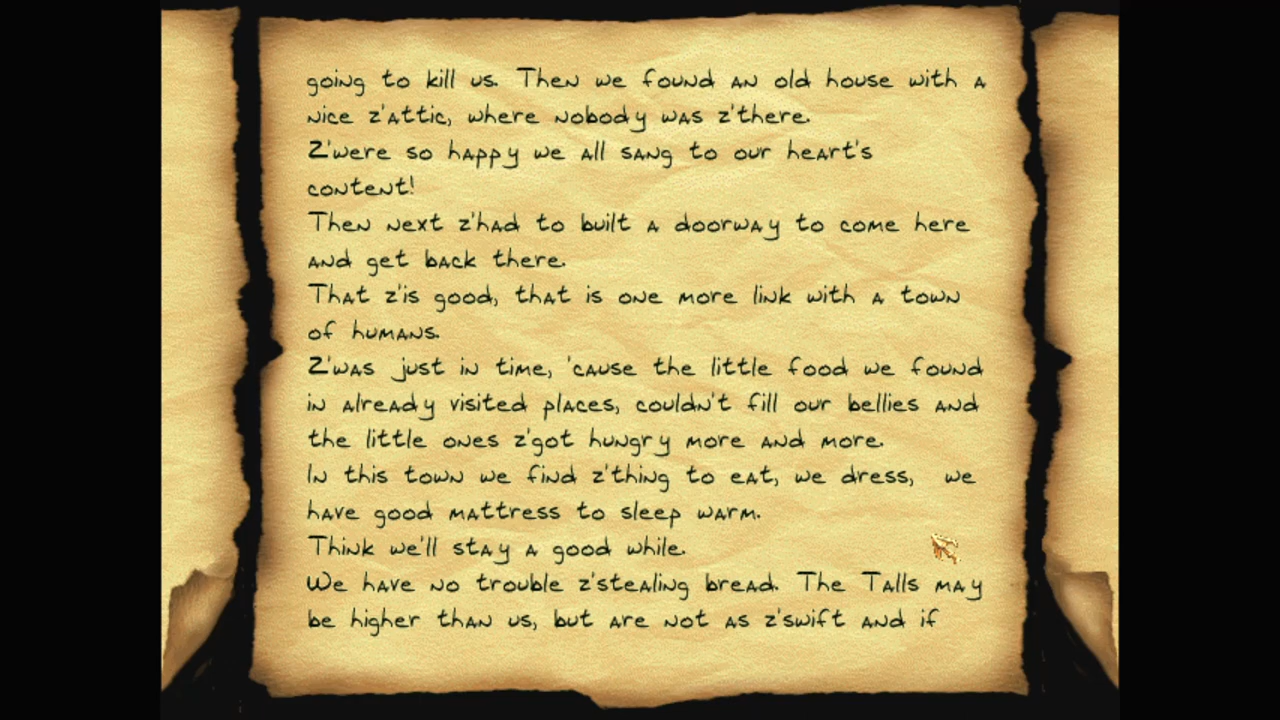 going to kill us. Then we found an old house with a
nice z'attic, where nobody was z'there.
Z'were so happy we all sang to our heart's
content!
Then next z'had to built a doorway to come here
and get back there.
That z'is good, that is one more link with a town
of humans.
Z'was just in time, 'cause the little food we found
in already visited places, couldn't fill our bellies and
the little ones z'got hungry more and more.
In this town we find z'thing to eat, we dress,  we
have good mattress to sleep warm.
Think we'll stay a good while.
We have no trouble z'stealing bread. The Talls may
be higher than us, but are not as z'swift and if